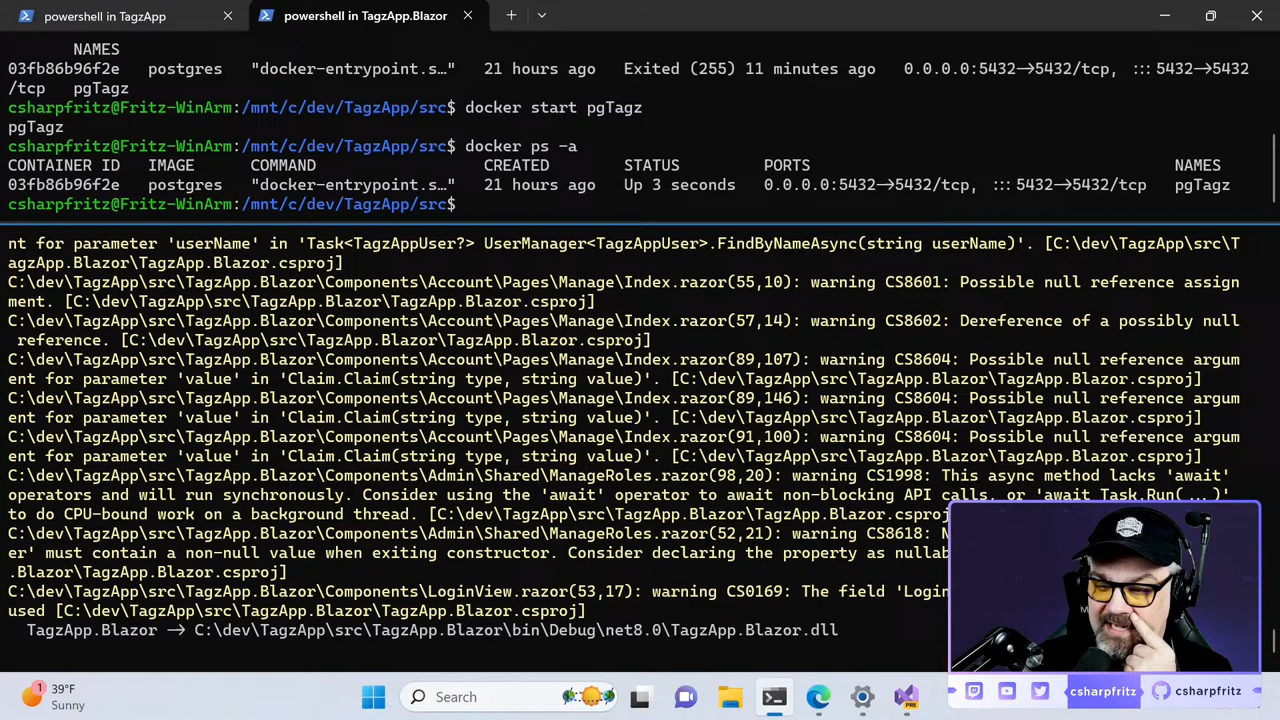 powershell in TagzApp
powershell in TagzApp.Blazor
NAMES
03fb86b96f2e postgres "docker-entrypoint.s…" 21 hours ago Exited (255) 11 minutes ago 0.0.0.0:5432->5432/tcp, :::5432->5432
/tcp pgTagz
csharpfritz@Fritz-WinArm:/mnt/c/dev/TagzApp/src$ docker start pgTagz
pgTagz
csharpfritz@Fritz-WinArm:/mnt/c/dev/TagzApp/src$ docker ps -a
CONTAINER ID IMAGE COMMAND CREATED STATUS PORTS NAMES
03fb86b96f2e postgres "docker-entrypoint.s…" 21 hours ago Up 3 seconds 0.0.0.0:5432->5432/tcp, :::5432->5432/tcp pgTagz
csharpfritz@Fritz-WinArm:/mnt/c/dev/TagzApp/src$
nt for parameter 'userName' in 'Task<TagzAppUser?> UserManager<TagzAppUser>.FindByNameAsync(string userName)'. [C:\dev\TagzApp\src\T
agzApp.Blazor\TagzApp.Blazor.csproj]
C:\dev\TagzApp\src\TagzApp.Blazor\Components\Account\Pages\Manage\Index.razor(55,10): warning CS8601: Possible null reference assign
ment. [C:\dev\TagzApp\src\TagzApp.Blazor\TagzApp.Blazor.csproj]
C:\dev\TagzApp\src\TagzApp.Blazor\Components\Account\Pages\Manage\Index.razor(57,14): warning CS8602: Dereference of a possibly null
reference. [C:\dev\TagzApp\src\TagzApp.Blazor\TagzApp.Blazor.csproj]
C:\dev\TagzApp\src\TagzApp.Blazor\Components\Account\Pages\Manage\Index.razor(89,107): warning CS8604: Possible null reference argum
ent for parameter 'value' in 'Claim.Claim(string type, string value)'. [C:\dev\TagzApp\src\TagzApp.Blazor\TagzApp.Blazor.csproj]
C:\dev\TagzApp\src\TagzApp.Blazor\Components\Account\Pages\Manage\Index.razor(89,146): warning CS8604: Possible null reference argum
ent for parameter 'value' in 'Claim.Claim(string type, string value)'. [C:\dev\TagzApp\src\TagzApp.Blazor\TagzApp.Blazor.csproj]
C:\dev\TagzApp\src\TagzApp.Blazor\Components\Account\Pages\Manage\Index.razor(91,100): warning CS8604: Possible null reference argum
ent for parameter 'value' in 'Claim.Claim(string type, string value)'. [C:\dev\TagzApp\src\TagzApp.Blazor\TagzApp.Blazor.csproj]
C:\dev\TagzApp\src\TagzApp.Blazor\Components\Admin\Shared\ManageRoles.razor(98,20): warning CS1998: This async method lacks 'await'
operators and will run synchronously. Consider using the 'await' operator to await non-blocking API calls, or 'await Task.Run(...)'
to do CPU-bound work on a background thread. [C:\dev\TagzApp\src\TagzApp.Blazor\TagzApp.Blazor.csproj
C:\dev\TagzApp\src\TagzApp.Blazor\Components\Admin\Shared\ManageRoles.razor(52,21): warning CS8618: N
er' must contain a non-null value when exiting constructor. Consider declaring the property as nullab
.Blazor\TagzApp.Blazor.csproj]
C:\dev\TagzApp\src\TagzApp.Blazor\Components\LoginView.razor(53,17): warning CS0169: The field 'Login
used [C:\dev\TagzApp\src\TagzApp.Blazor\TagzApp.Blazor.csproj]
TagzApp.Blazor -> C:\dev\TagzApp\src\TagzApp.Blazor\bin\Debug\net8.0\TagzApp.Blazor.dll
1
39°F
Sunny
Search
PRE
csharpfritz
csharpfritz